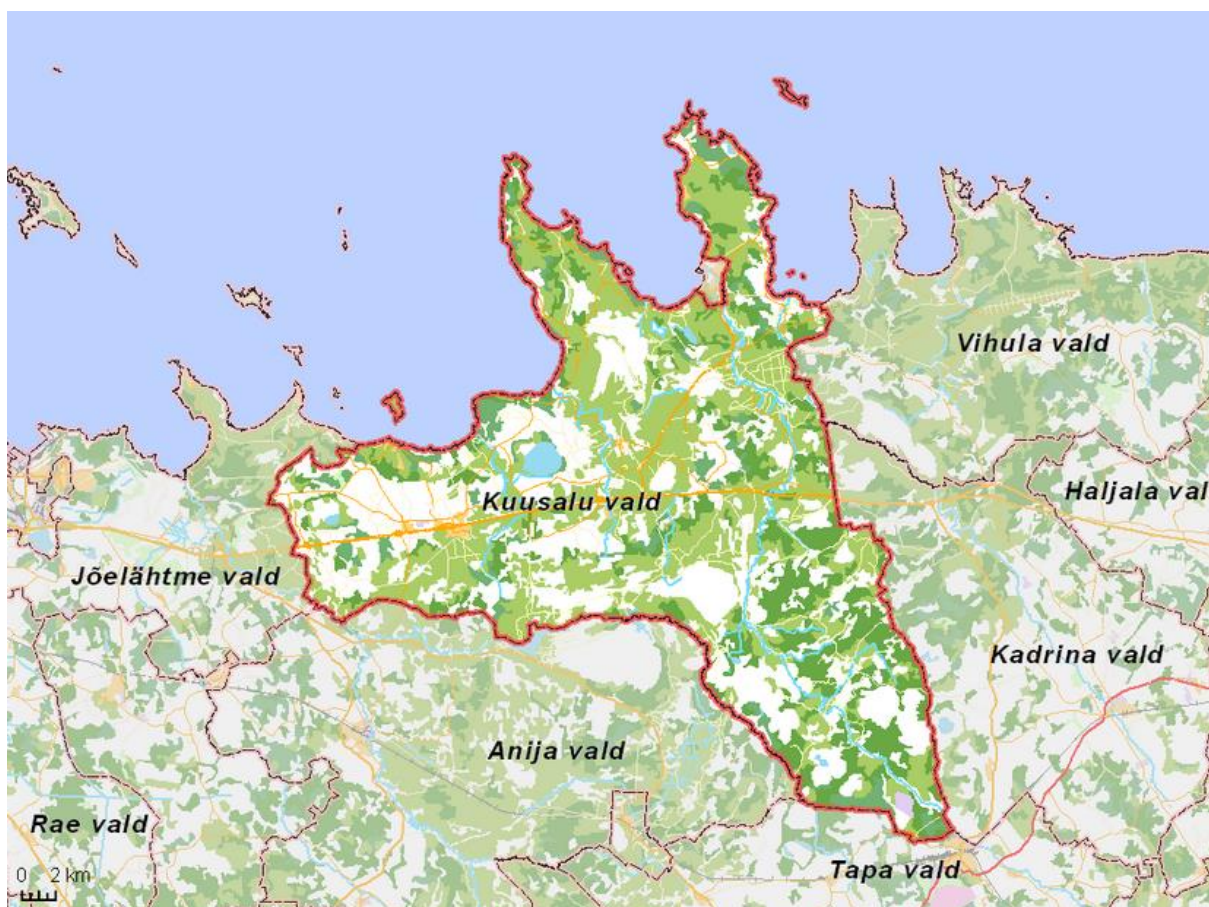 Vihula vald
Haljala val
Kuusalu vald
Jõelähtme vald
Kadrina vald
Anija vald
Rae vald
Tapa vald
0 2 km